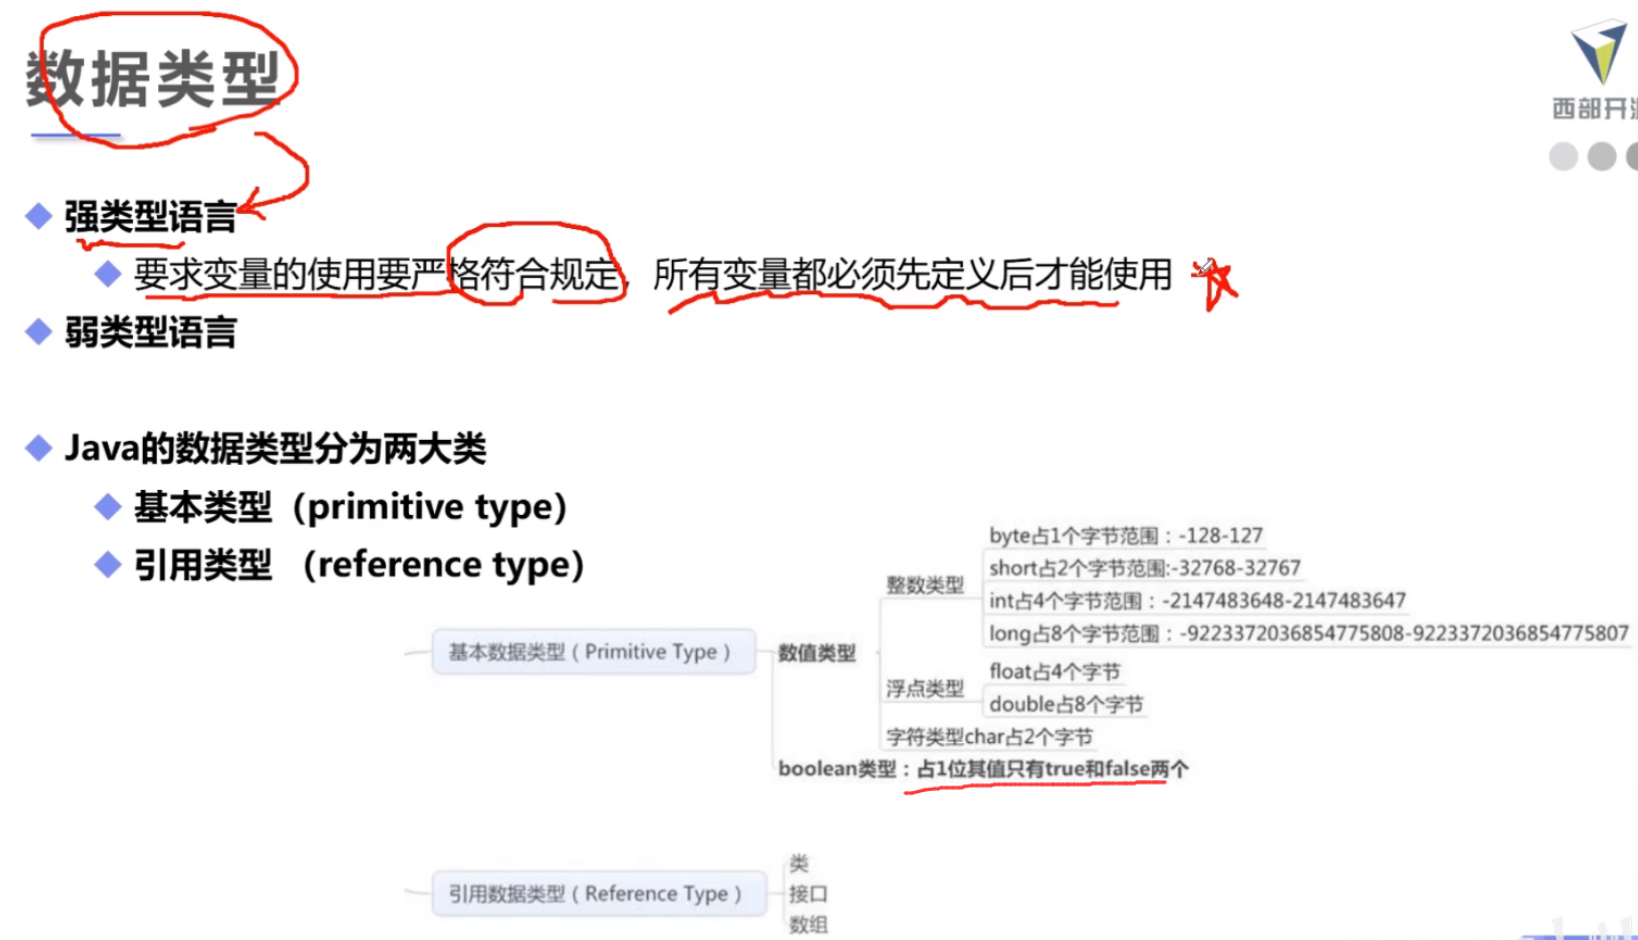 数据类型
西部开源
强类型语言
要求变量的使用要严格符合规定，所有变量都必须先定义后才能使用
弱类型语言
Java的数据类型分为两大类
基本类型（primitive type）
引用类型 （reference type）
基本数据类型（Primitive Type）
数值类型
整数类型
byte占1个字节范围：-128-127
short占2个字节范围:-32768-32767
int占4个字节范围：-2147483648-2147483647
long占8个字节范围：-9223372036854775808-9223372036854775807
浮点类型
float占4个字节
double占8个字节
字符类型char占2个字节
boolean类型：占1位其值只有true和false两个
引用数据类型（Reference Type）
类
接口
数组